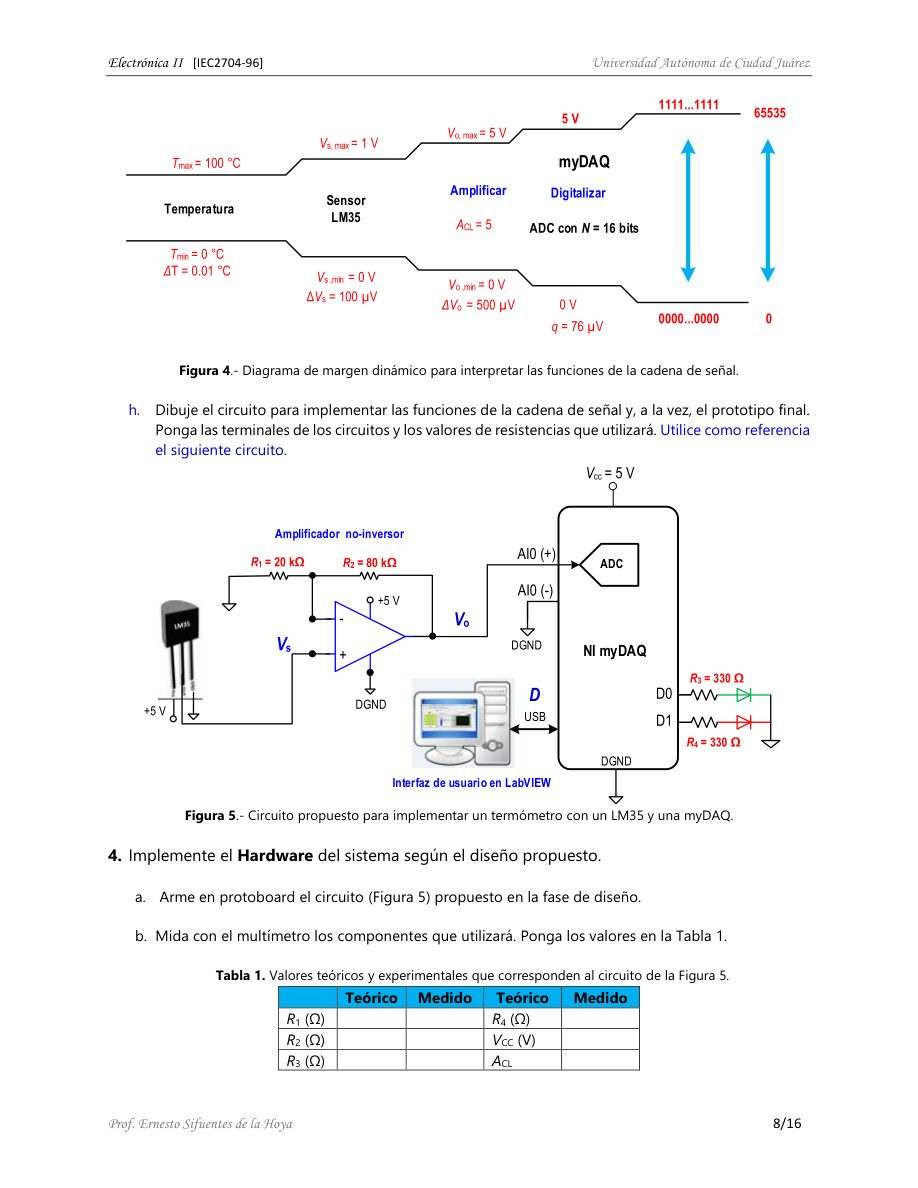 Electrónica II [IEC2704-96]
Universidad Autónoma de Ciudad Juárez
1111...1111
65535
5 V
Vo, max = 5 V
Vs, max = 1 V
Tmax = 100 °C
myDAQ
Amplificar
Digitalizar
Temperatura
Sensor
LM35
ACL = 5
ADC con N = 16 bits
Tmin = 0 °C
ΔT = 0.01 °C
Vs ,min = 0 V
ΔVs = 100 µV
Vo ,min = 0 V
ΔVo = 500 µV
0 V
q = 76 µV
0000...0000
0
Figura 4.- Diagrama de margen dinámico para interpretar las funciones de la cadena de señal.
h. Dibuje el circuito para implementar las funciones de la cadena de señal y, a la vez, el prototipo final.
Ponga las terminales de los circuitos y los valores de resistencias que utilizará. Utilice como referencia
el siguiente circuito.
Vcc = 5 V
Amplificador no-inversor
R1 = 20 kΩ
R2 = 80 kΩ
AI0 (+)
ADC
AI0 (-)
+5 V
LM35
-
Vo
Vs
+
DGND
NI myDAQ
DGND
+5 V
D
USB
D0
R3 = 330 Ω
D1
R4 = 330 Ω
DGND
Interfaz de usuario en LabVIEW
Figura 5.- Circuito propuesto para implementar un termómetro con un LM35 y una myDAQ.
4. Implemente el Hardware del sistema según el diseño propuesto.
a. Arme en protoboard el circuito (Figura 5) propuesto en la fase de diseño.
b. Mida con el multímetro los componentes que utilizará. Ponga los valores en la Tabla 1.
Tabla 1. Valores teóricos y experimentales que corresponden al circuito de la Figura 5.
Teórico Medido Teórico Medido
R1 (Ω) R4 (Ω)
R2 (Ω) VCC (V)
R3 (Ω) ACL
Prof. Ernesto Sifuentes de la Hoya
8/16